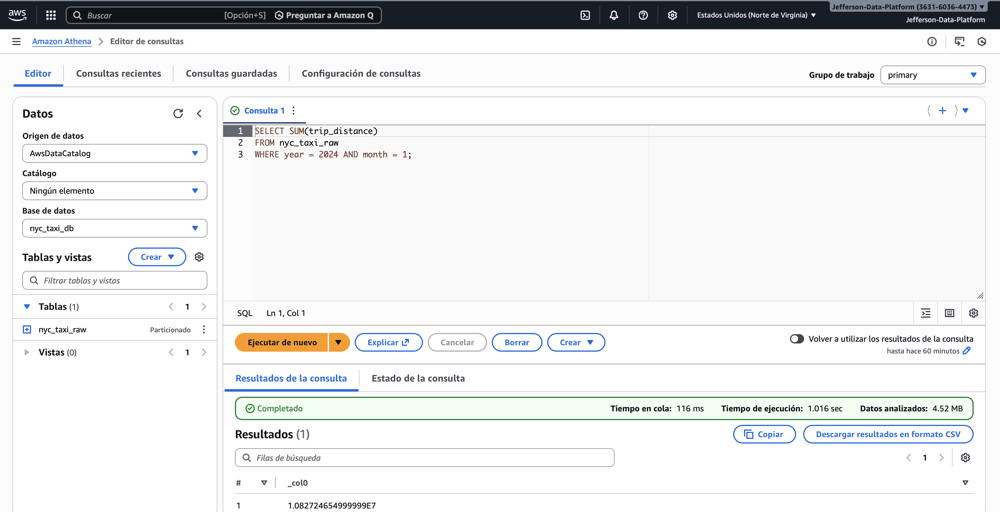 aws
Buscar [Opción+S] Preguntar a Amazon Q
Estados Unidos (Norte de Virginia)
Jefferson-Data-Platform (3631-6036-4473)
Jefferson-Data-Platform
Amazon Athena > Editor de consultas
Editor Consultas recientes Consultas guardadas Configuración de consultas
Grupo de trabajo primary
Datos
Origen de datos
AwsDataCatalog
Catálogo
Ningún elemento
Base de datos
nyc_taxi_db
Tablas y vistas Crear
Filtrar tablas y vistas
Tablas (1) 1
nyc_taxi_raw Particionado
Vistas (0) 1
Consulta 1
1 SELECT SUM(trip_distance)
2 FROM nyc_taxi_raw
3 WHERE year = 2024 AND month = 1;
SQL Ln 1, Col 1
Ejecutar de nuevo Explicar Cancelar Borrar Crear
Volver a utilizar los resultados de la consulta
hasta hace 60 minutos
Resultados de la consulta Estado de la consulta
Completado Tiempo en cola: 116 ms Tiempo de ejecución: 1.016 sec Datos analizados: 4.52 MB
Resultados (1) Copiar Descargar resultados en formato CSV
Filas de búsqueda 1
# _col0
1 1.082724654999999E7